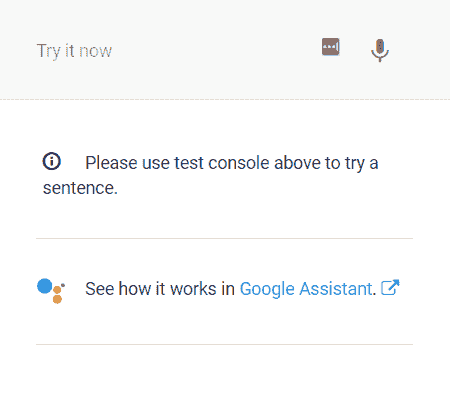 Try it now
Please use test console above to try a
sentence.
See how it works in Google Assistant.